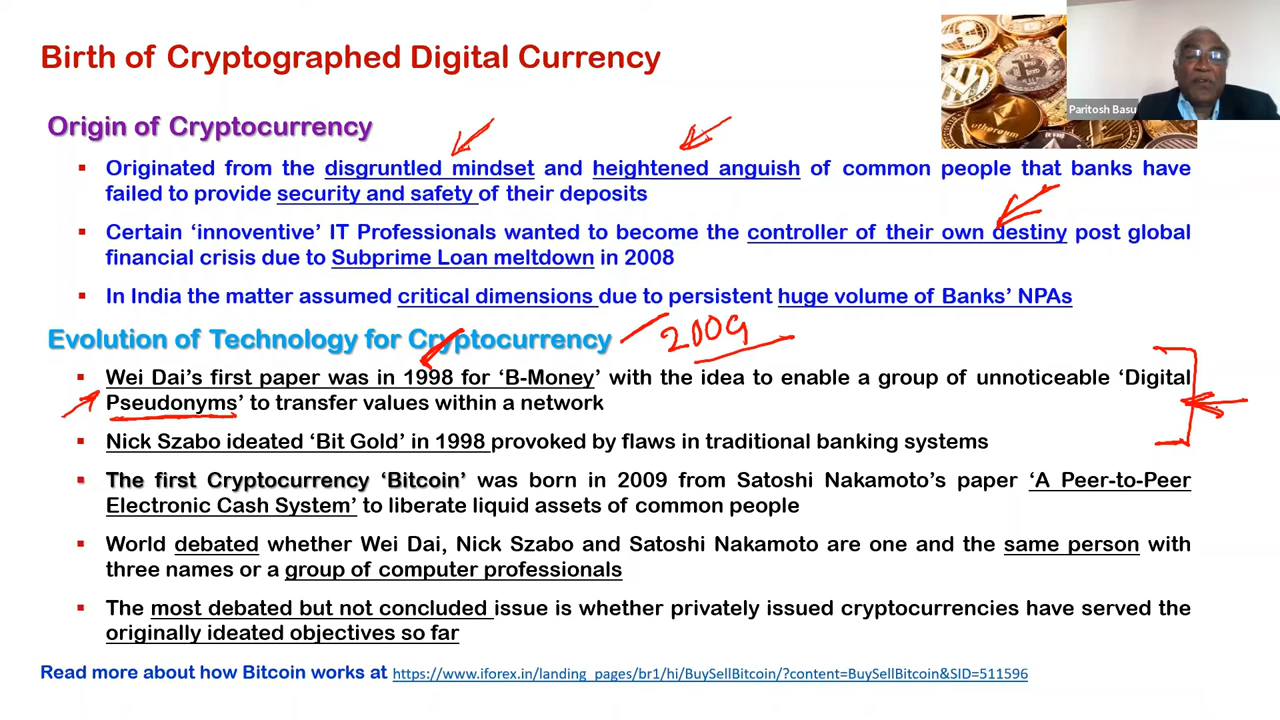 Birth of Cryptographed Digital Currency
Paritosh Basu
ethereum
Origin of Cryptocurrency
▪ Originated from the disgruntled mindset and heightened anguish of common people that banks have
failed to provide security and safety of their deposits
▪ Certain ‘innoventive’ IT Professionals wanted to become the controller of their own destiny post global
financial crisis due to Subprime Loan meltdown in 2008
▪ In India the matter assumed critical dimensions due to persistent huge volume of Banks’ NPAs
Evolution of Technology for Cryptocurrency
2009
▪ Wei Dai’s first paper was in 1998 for ‘B-Money’ with the idea to enable a group of unnoticeable ‘Digital
Pseudonyms’ to transfer values within a network
▪ Nick Szabo ideated ‘Bit Gold’ in 1998 provoked by flaws in traditional banking systems
▪ The first Cryptocurrency ‘Bitcoin’ was born in 2009 from Satoshi Nakamoto’s paper ‘A Peer-to-Peer
Electronic Cash System’ to liberate liquid assets of common people
▪ World debated whether Wei Dai, Nick Szabo and Satoshi Nakamoto are one and the same person with
three names or a group of computer professionals
▪ The most debated but not concluded issue is whether privately issued cryptocurrencies have served the
originally ideated objectives so far
Read more about how Bitcoin works at https://www.iforex.in/landing_pages/br1/hi/BuySellBitcoin/?content=BuySellBitcoin&SID=511596